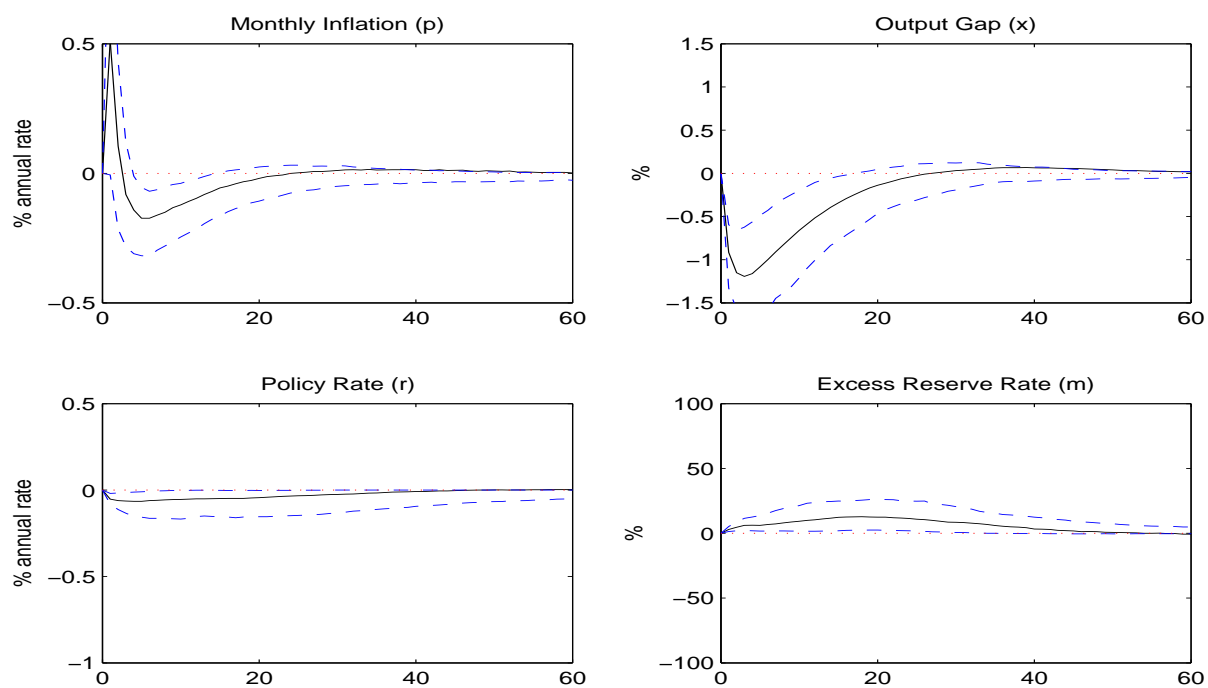 Monthly Inflation (p)
0.5
0
−0.5
% annual rate
0 20 40 60
Output Gap (x)
1.5
1
0.5
0
−0.5
−1
−1.5
%
0 20 40 60
Policy Rate (r)
0.5
0
−0.5
−1
% annual rate
0 20 40 60
Excess Reserve Rate (m)
100
50
0
−50
−100
%
0 20 40 60